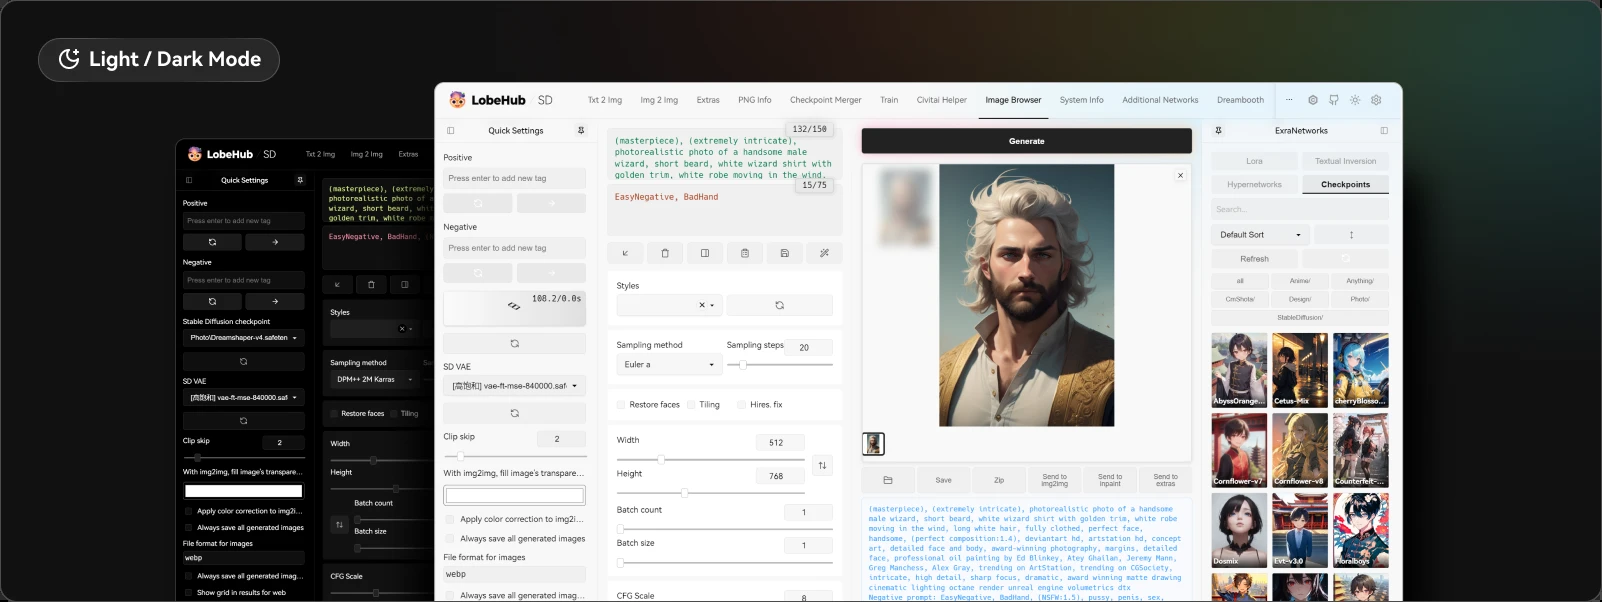 Light / Dark Mode
LobeHub SD
Txt 2 Img
Img 2 Img
Extras
Quick Settings
Positive
Press enter to add new tag
Negative
Press enter to add new tag
Stable Diffusion checkpoint
Photo\Dreamshaper-v4.safeten
SD VAE
[高饱和] vae-ft-mse-840000.saf
Clip skip
2
With img2img, fill image's transpare...
Apply color correction to img2i...
Always save all generated images
File format for images
webp
Always save all generated imag...
Show grid in results for web
(masterpiece), (extremely
photorealistic photo of a
wizard, short beard, whit
golden trim, white robe m
EasyNegative, BadHand,
Styles
Sampling method
DPM++ 2M Karras
Restore faces
Tiling
Width
Height
Batch count
Batch size
CFG Scale
LobeHub SD
Txt 2 Img
Img 2 Img
Extras
PNG Info
Checkpoint Merger
Train
Civitai Helper
Image Browser
System Info
Additional Networks
Dreambooth
Quick Settings
Positive
Press enter to add new tag
Negative
Press enter to add new tag
108.2/0.0s
SD VAE
[高饱和] vae-ft-mse-840000.safe
Clip skip
2
With img2img, fill image's transpare...
Apply color correction to img2i...
Always save all generated images
File format for images
webp
Always save all generated imag...
132/150
(masterpiece), (extremely intricate),
photorealistic photo of a handsome male
wizard, short beard, white wizard shirt with
golden trim, white robe moving in the wind.
15/75
EasyNegative, BadHand
Styles
Sampling method
Euler a
Sampling steps
20
Restore faces
Tiling
Hires. fix
Width
512
Height
768
Batch count
1
Batch size
1
CFG Scale
8
Generate
Save
Zip
Send to img2img
Send to inpaint
Send to extras
(masterpiece), (extremely intricate), photorealistic photo of a handsome
male wizard, short beard, white wizard shirt with golden trim, white robe
moving in the wind, long white hair, fully clothed, perfect face,
handsome, (perfect composition:1.4), deviantart hd, artstation hd, concept
art, detailed face and body, award-winning photography, margins, detailed
face, professional oil painting by Ed Blinkey, Atey Ghailan, Jeremy Mann,
Greg Manchess, Alex Gray, trending on ArtStation, trending on CGSociety,
intricate, high detail, sharp focus, dramatic, award winning matte drawing
cinematic lighting octane render unreal engine volumetrics dtx
Negative prompt: EasyNegative, BadHand, (NSFW:1.5), pussy, penis, sex,
ExraNetworks
Lora
Textual Inversion
Hypernetworks
Checkpoints
Search...
Default Sort
Refresh
all
Anime/
Anything/
CmShota/
Design/
Photo/
StableDiffusion/
AbyssOrange...
Cetus-Mix
cherryBlosso...
Cornflower-v7
Cornflower-v8
Counterfeit-...
Dosmix
Evt-v3.0
Floralboys